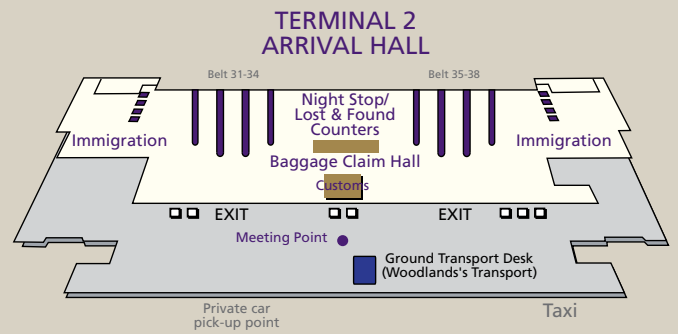 TERMINAL 2
ARRIVAL HALL
Belt 31-34
Belt 35-38
Night Stop/
Lost & Found
Counters
Immigration
Immigration
Baggage Claim Hall
Customs
EXIT
EXIT
Meeting Point
Ground Transport Desk
(Woodlands's Transport)
Private car
pick-up point
Taxi